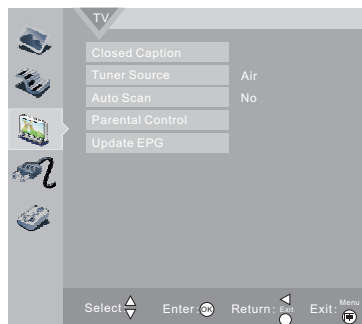 TV
Closed Caption
Tuner Source Air
Auto Scan No
Parental Control
Update EPG
Select Enter: OK Return: Exit Exit: Menu